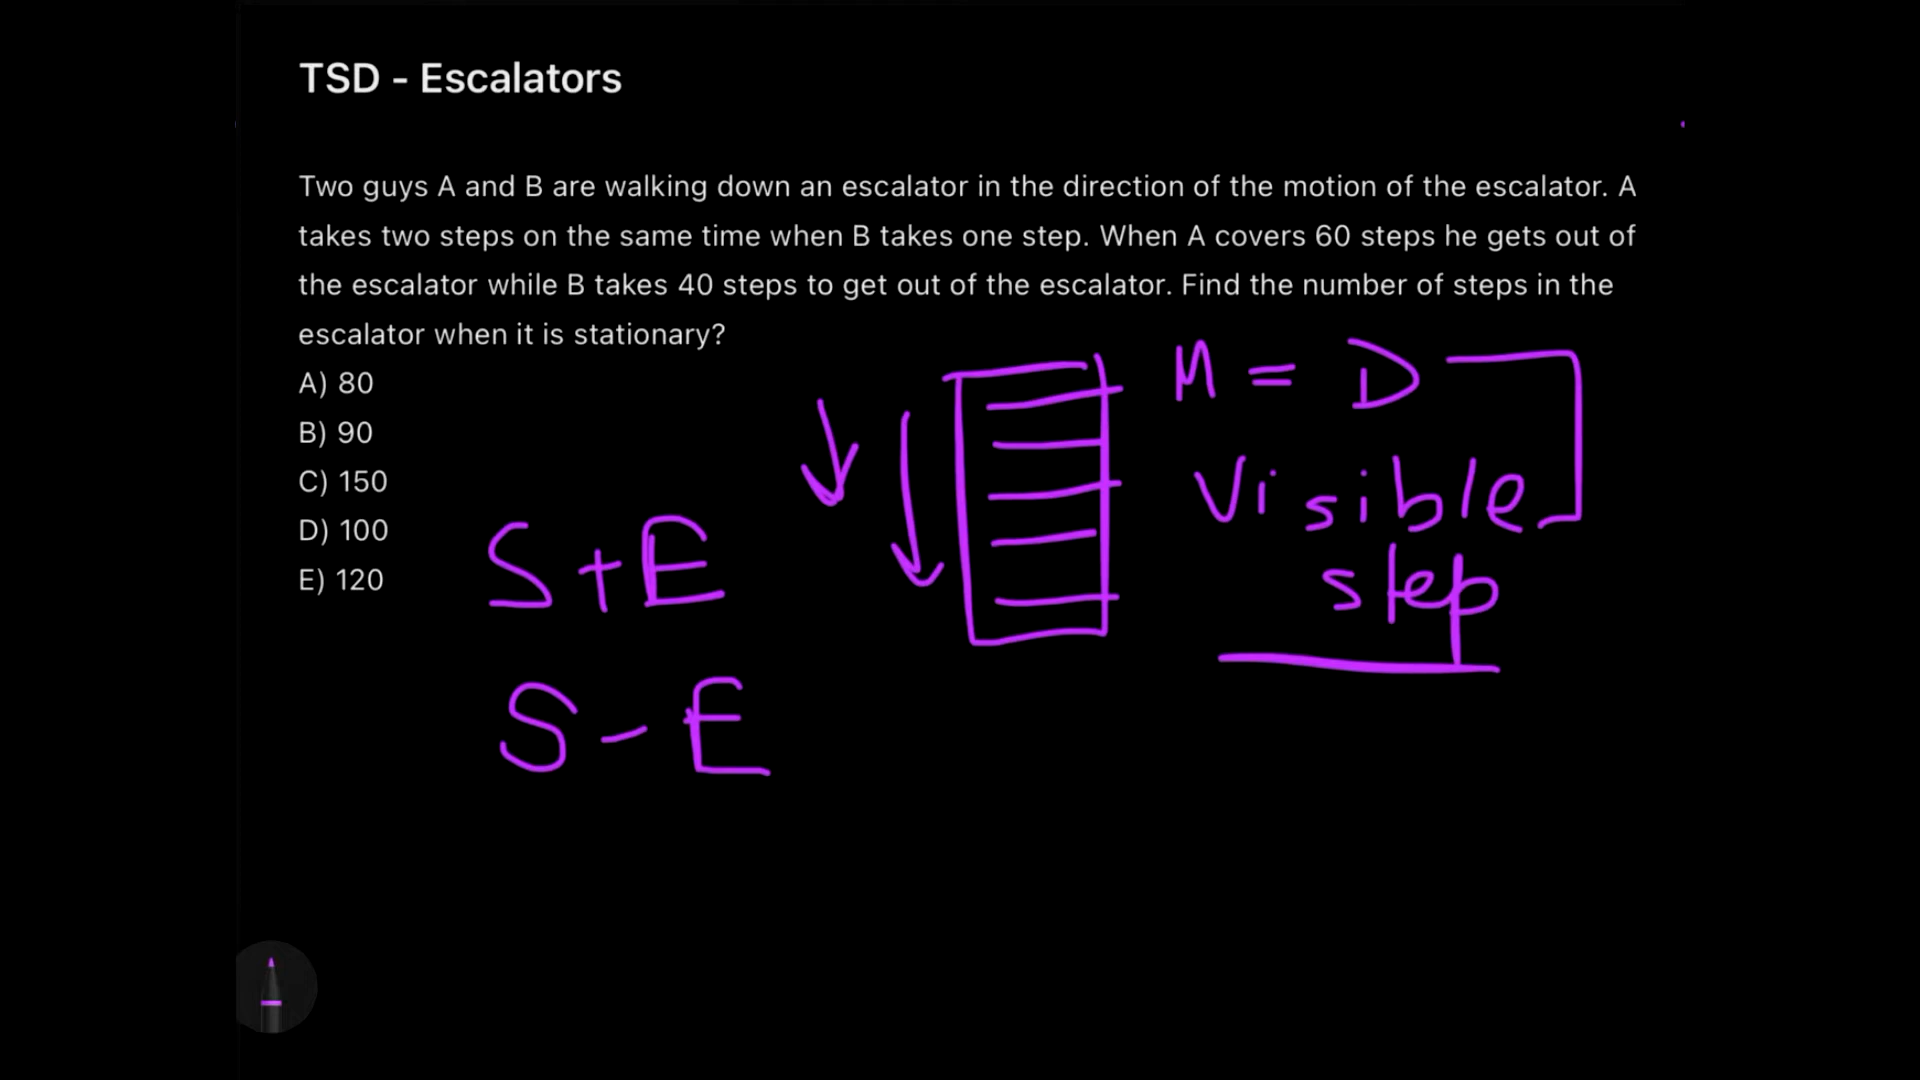 TSD - Escalators
Two guys A and B are walking down an escalator in the direction of the motion of the escalator. A
takes two steps on the same time when B takes one step. When A covers 60 steps he gets out of
the escalator while B takes 40 steps to get out of the escalator. Find the number of steps in the
escalator when it is stationary?
A) 80
B) 90
C) 150
D) 100
E) 120
M = D
Visible
step
S+E
S-E